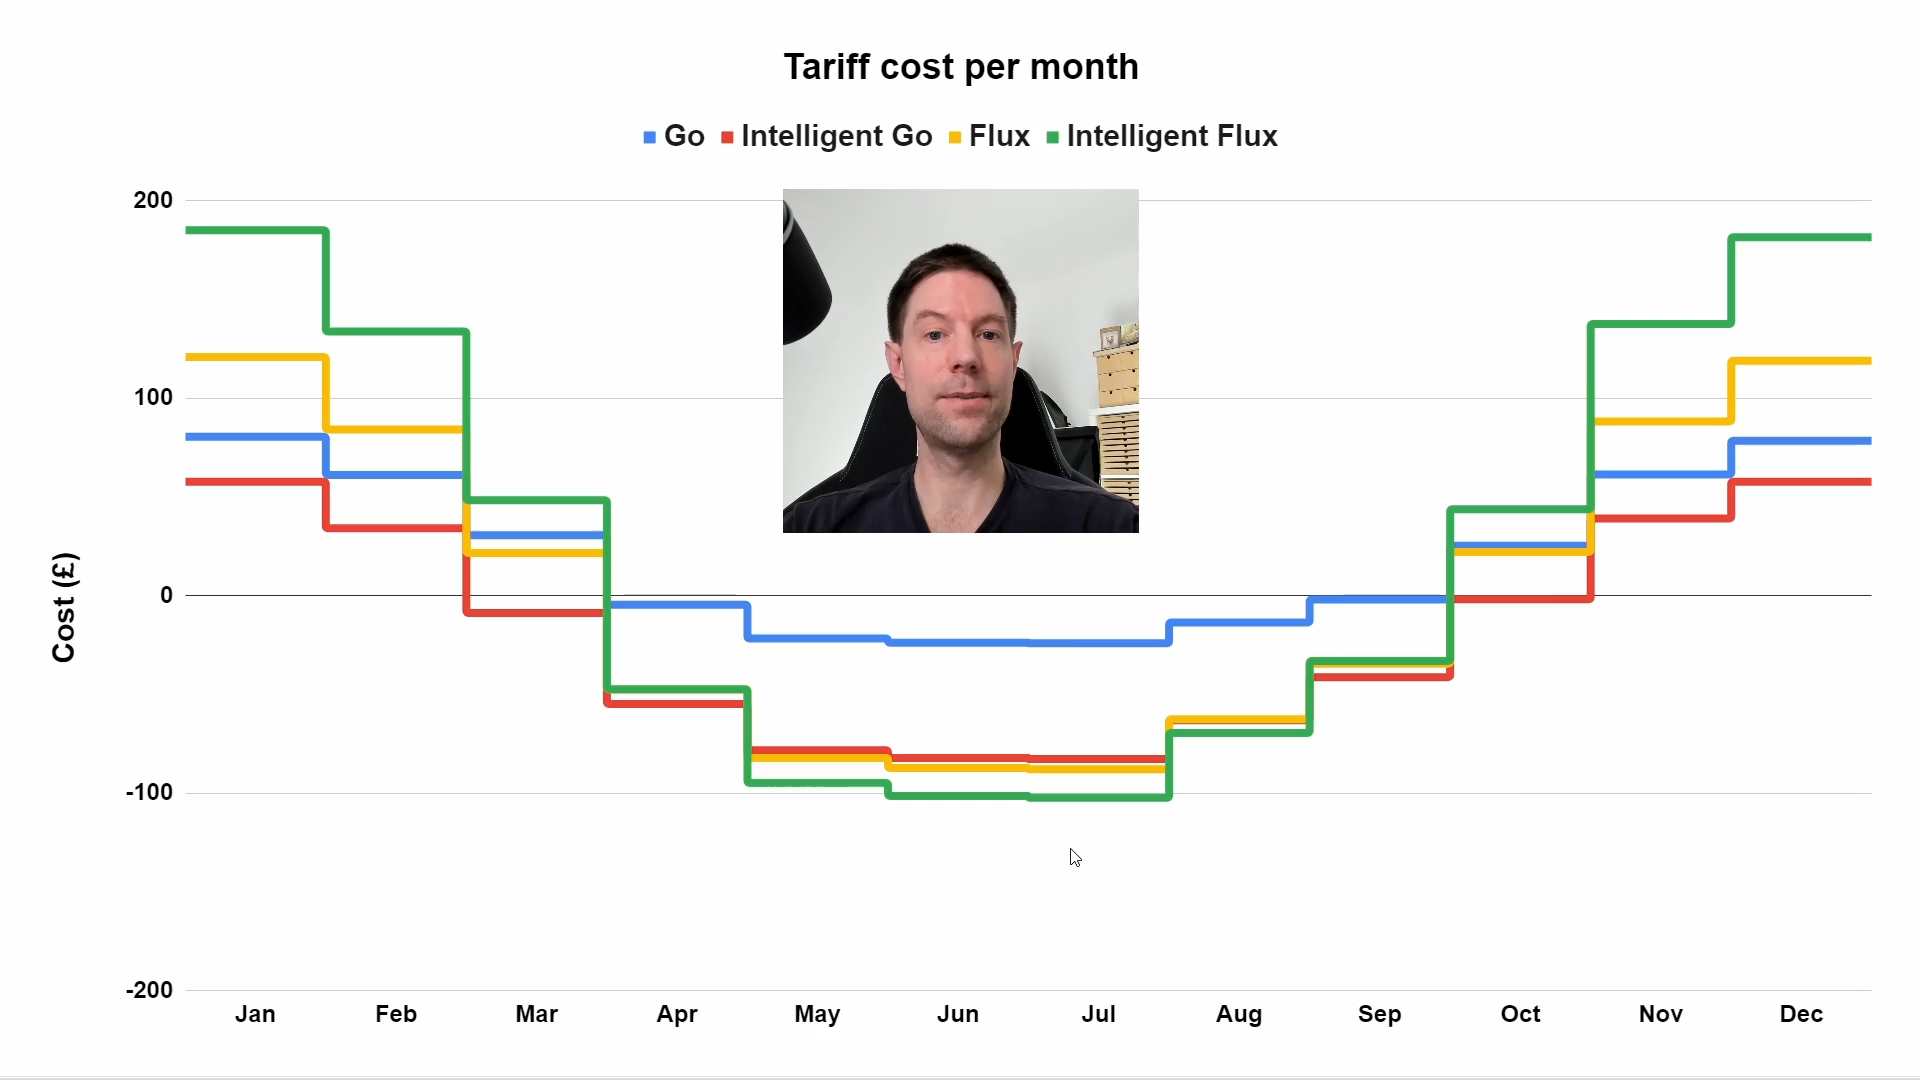 Tariff cost per month
Go Intelligent Go Flux Intelligent Flux
200
100
0
-100
-200
Cost (£)
Jan Feb Mar Apr May Jun Jul Aug Sep Oct Nov Dec